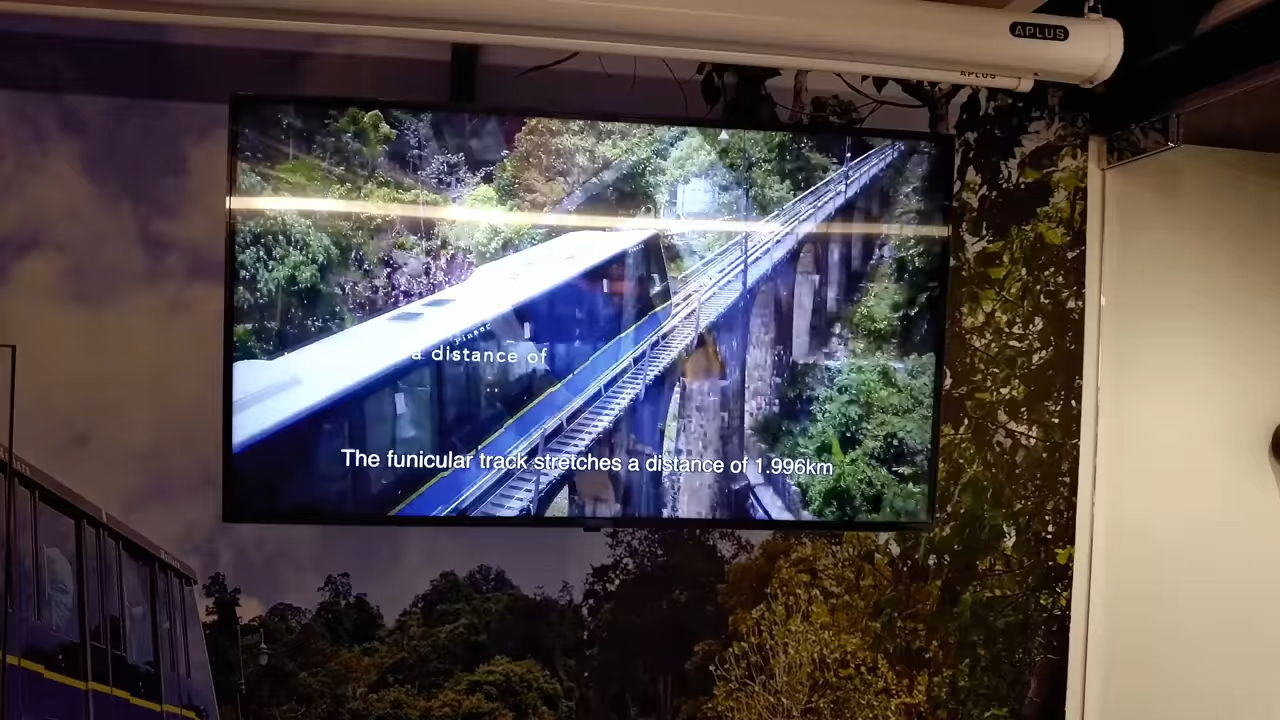 APLUS
APLUS
a distance of
The funicular track stretches a distance of 1.996km